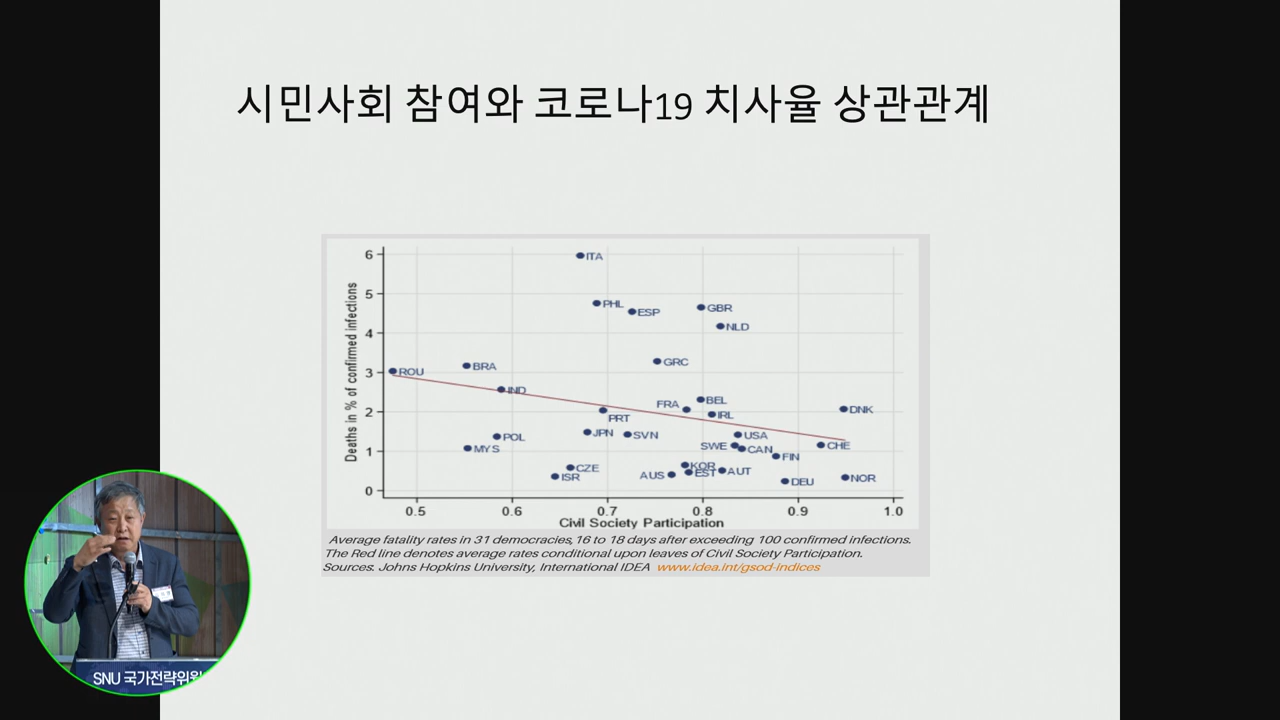 시민사회 참여와 코로나19 치사율 상관관계
Deaths in % of confirmed infections
6
5
4
3
2
1
0
ITA
PHL
ESP
GBR
NLD
GRC
ROU
BRA
IND
FRA
BEL
IRL
DNK
PRT
JPN
SVN
POL
MYS
USA
SWE
CAN
CHE
FIN
CZE
ISR
AUS
KOR
EST
AUT
DEU
NOR
0.5 0.6 0.7 0.8 0.9 1.0
Civil Society Participation
Average fatality rates in 31 democracies, 16 to 18 days after exceeding 100 confirmed infections.
The Red line denotes average rates conditional upon leaves of Civil Society Participation.
Sources: Johns Hopkins University, International IDEA www.idea.int/gsod-indices
SNU 국가전략위원